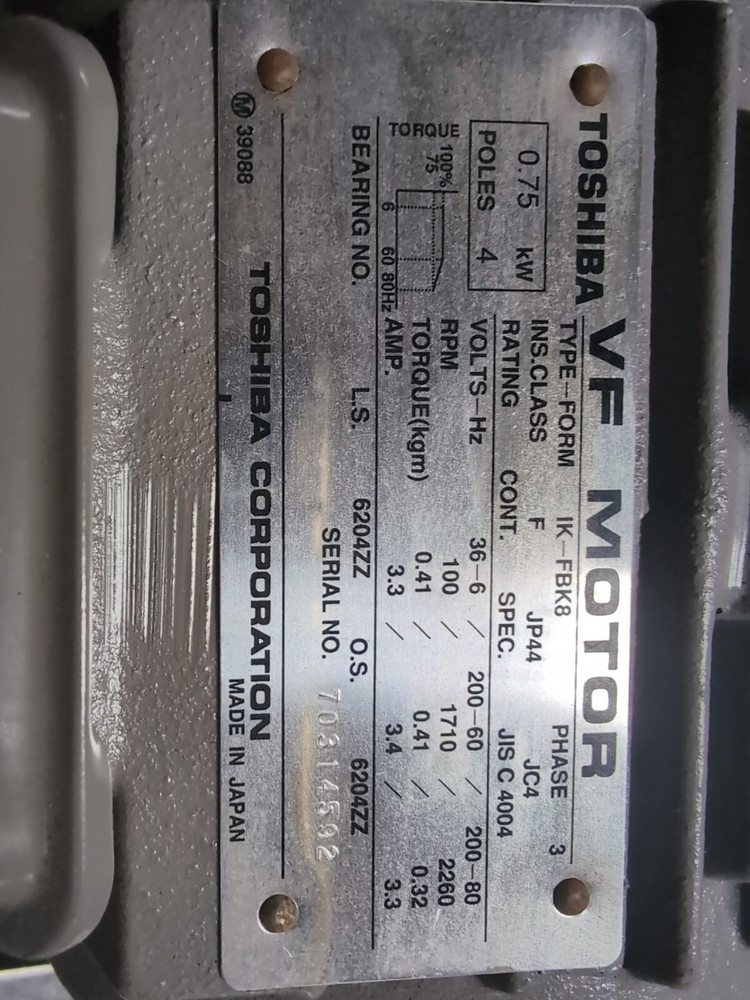 TOSHIBA VF MOTOR
0.75 kW
POLES 4
TYPE–FORM IK–FBK8 PHASE 3
INS.CLASS F JP44 JC4
RATING CONT. SPEC. JIS C 4004
VOLTS–Hz 36–6 / 200–60 / 200–80
RPM 100 / 1710 / 2260
TORQUE(kgm) 0.41 / 0.41 / 0.32
AMP. 3.3 / 3.4 / 3.3
TORQUE
100%
75
6 60 80Hz
BEARING NO. L.S. 6204ZZ O.S. 6204ZZ
SERIAL NO. 70314592
TOSHIBA CORPORATION MADE IN JAPAN
Ⓜ 39088